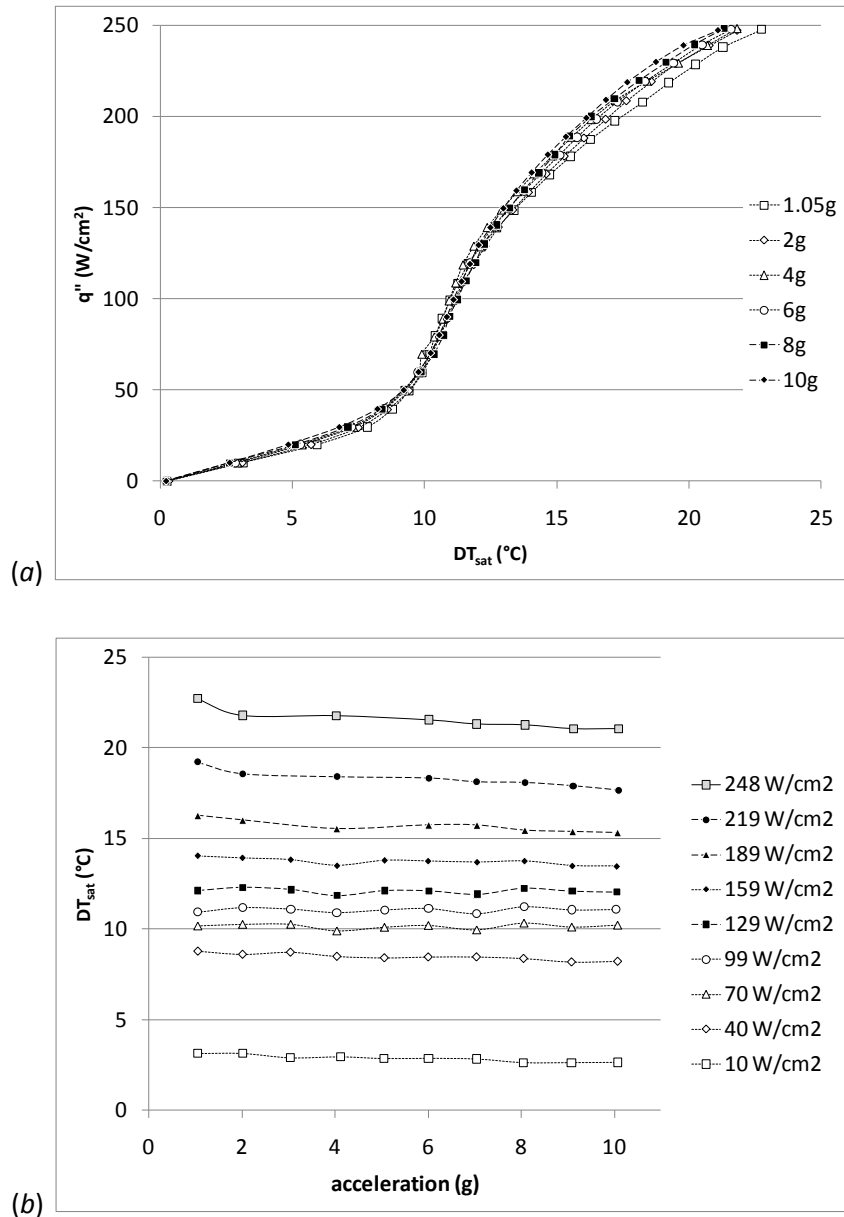 250
200
150
100
50
0
q" (W/cm²)
0 5 10 15 20 25
DT_sat (°C)
1.05g
2g
4g
6g
8g
10g
(a)
25
20
15
10
5
0
DT_sat (°C)
0 2 4 6 8 10
acceleration (g)
248 W/cm2
219 W/cm2
189 W/cm2
159 W/cm2
129 W/cm2
99 W/cm2
70 W/cm2
40 W/cm2
10 W/cm2
(b)